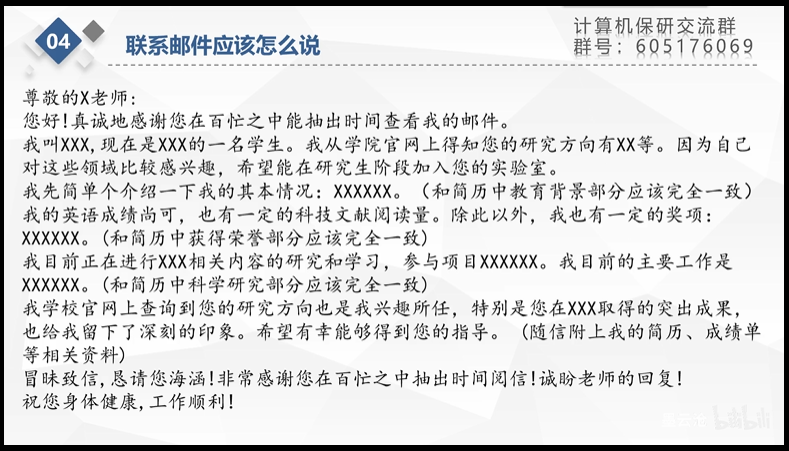 04
联系邮件应该怎么说
计算机保研交流群
群号：605176069
尊敬的X老师：
您好！真诚地感谢您在百忙之中能抽出时间查看我的邮件。
我叫XXX,现在是XXX的一名学生。我从学院官网上得知您的研究方向有XX等。因为自己
对这些领域比较感兴趣，希望能在研究生阶段加入您的实验室。
我先简单个介绍一下我的其本情况：XXXXXX。（和简历中教育背景部分应该完全一致）
我的英语成绩尚可，也有一定的科技文献阅读量。除此以外，我也有一定的奖项：
XXXXXX。(和简历中获得荣誉部分应该完全一致)
我目前正在进行XXX相关内容的研究和学习，参与项目XXXXXX。我目前的主要工作是
XXXXXX。(和简历中科学研究部分应该完全一致)
我学校官网上查询到您的研究方向也是我兴趣所任，特别是您在XXX取得的突出成果，
也给我留下了深刻的印象。希望有幸能够得到您的指导。（随信附上我的简历、成绩单
等相关资料)
冒昧致信,恳请您海涵!非常感谢您在百忙之中抽出时间阅信!诚盼老师的回复!
祝您身体健康,工作顺利!
bilibili